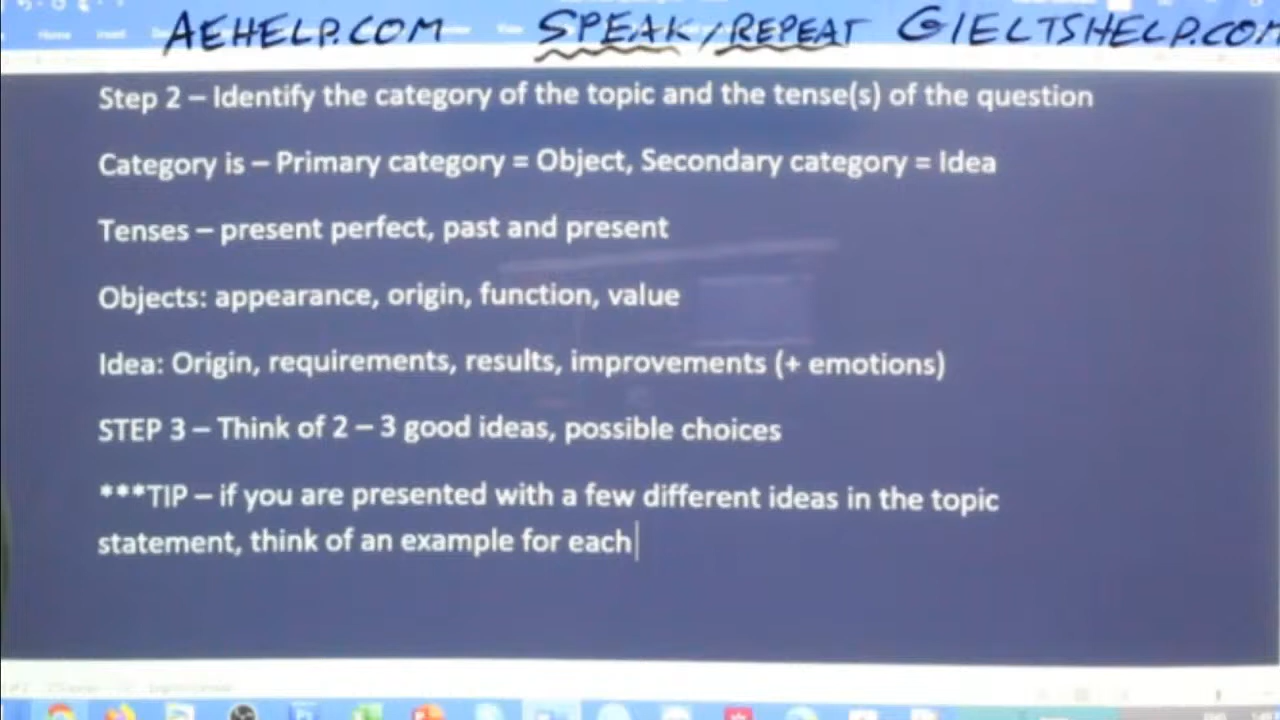 AEHELP.COM SPEAK/REPEAT GIELTSHELP.COM
Home Insert View
Step 2 – Identify the category of the topic and the tense(s) of the question
Category is – Primary category = Object, Secondary category = Idea
Tenses – present perfect, past and present
Objects: appearance, origin, function, value
Idea: Origin, requirements, results, improvements (+ emotions)
STEP 3 – Think of 2 – 3 good ideas, possible choices
***TIP – if you are presented with a few different ideas in the topic
statement, think of an example for each